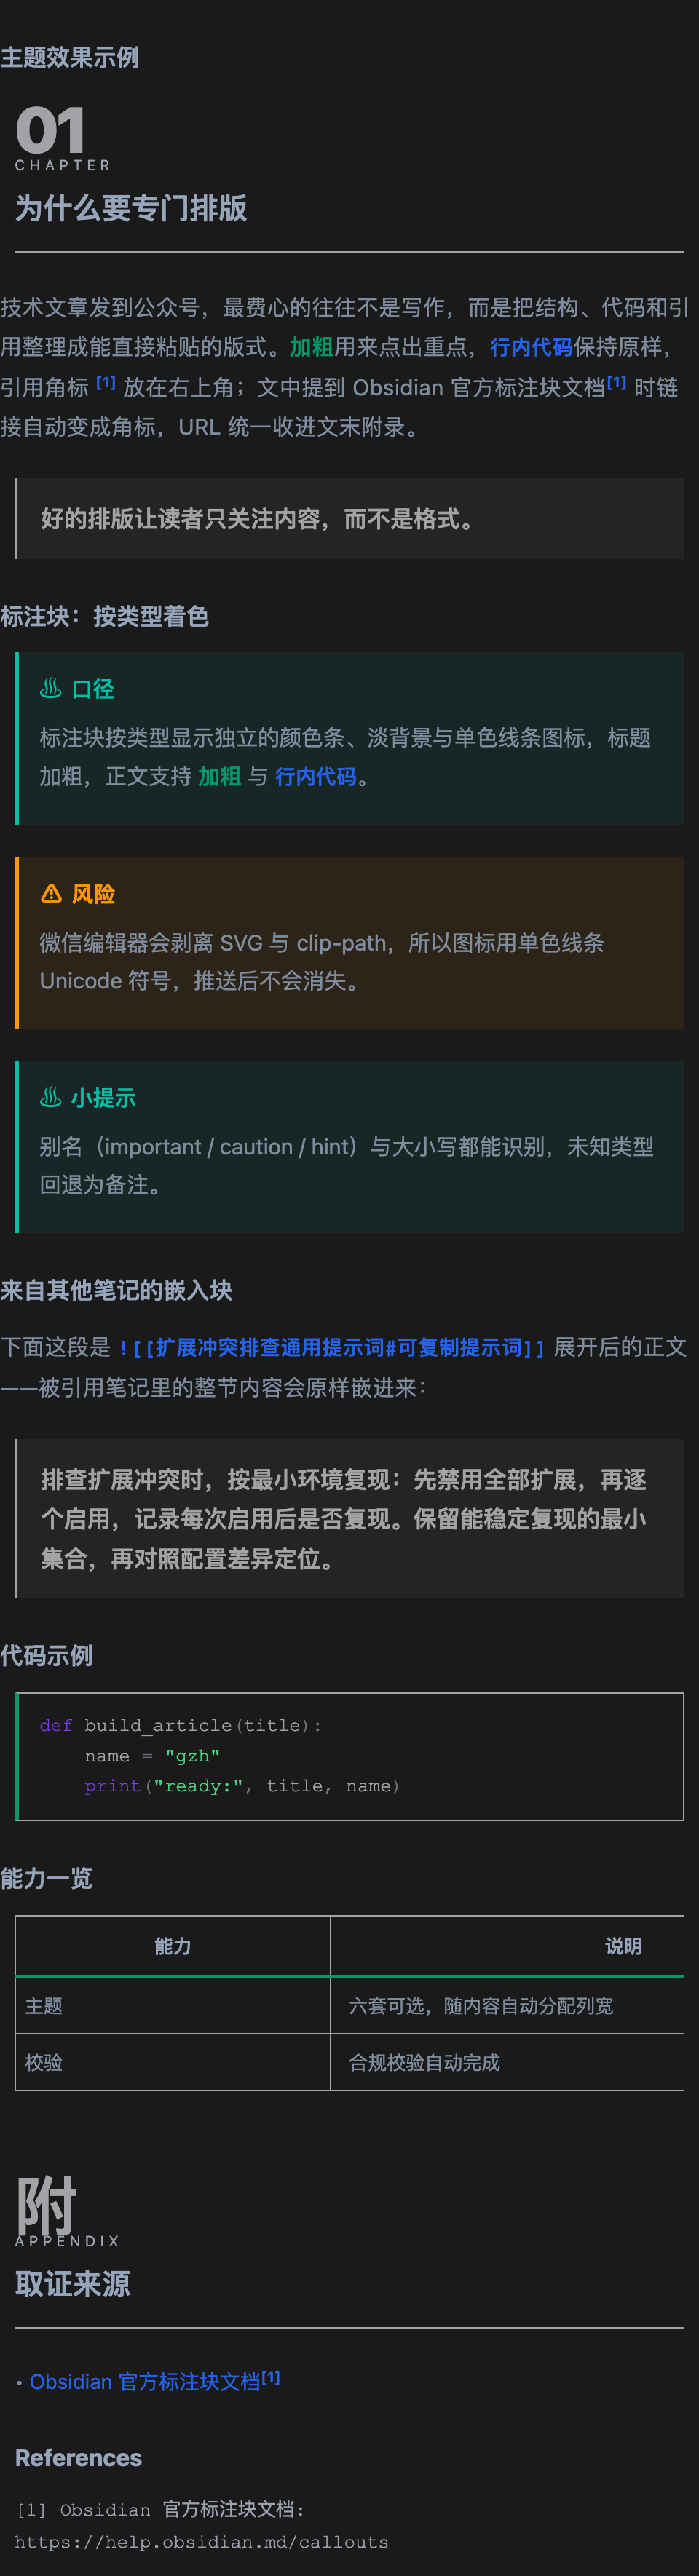 主题效果示例
01
CHAPTER
为什么要专门排版
技术文章发到公众号，最费心的往往不是写作，而是把结构、代码和引
用整理成能直接粘贴的版式。加粗用来点出重点，行内代码保持原样，
引用角标 [1] 放在右上角；文中提到 Obsidian 官方标注块文档[1] 时链
接自动变成角标，URL 统一收进文末附录。
好的排版让读者只关注内容，而不是格式。
标注块：按类型着色
♨ 口径
标注块按类型显示独立的颜色条、淡背景与单色线条图标，标题
加粗，正文支持 加粗 与 行内代码。
⚠ 风险
微信编辑器会剥离 SVG 与 clip-path，所以图标用单色线条
Unicode 符号，推送后不会消失。
♨ 小提示
别名（important / caution / hint）与大小写都能识别，未知类型
回退为备注。
来自其他笔记的嵌入块
下面这段是 ![[扩展冲突排查通用提示词#可复制提示词]] 展开后的正文
——被引用笔记里的整节内容会原样嵌进来：
排查扩展冲突时，按最小环境复现：先禁用全部扩展，再逐
个启用，记录每次启用后是否复现。保留能稳定复现的最小
集合，再对照配置差异定位。
代码示例
def build_article(title):
    name = "gzh"
    print("ready:", title, name)
能力一览
能力 说明
主题 六套可选，随内容自动分配列宽
校验 合规校验自动完成
附
APPENDIX
取证来源
• Obsidian 官方标注块文档[1]
References
[1] Obsidian 官方标注块文档：
https://help.obsidian.md/callouts